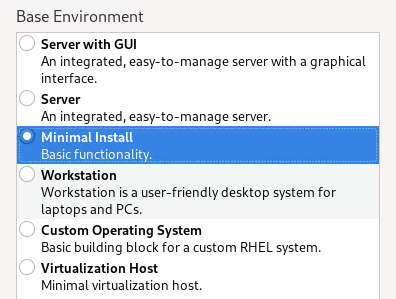 Base Environment
Server with GUI
An integrated, easy-to-manage server with a graphical
interface.
Server
An integrated, easy-to-manage server.
Minimal Install
Basic functionality.
Workstation
Workstation is a user-friendly desktop system for
laptops and PCs.
Custom Operating System
Basic building block for a custom RHEL system.
Virtualization Host
Minimal virtualization host.